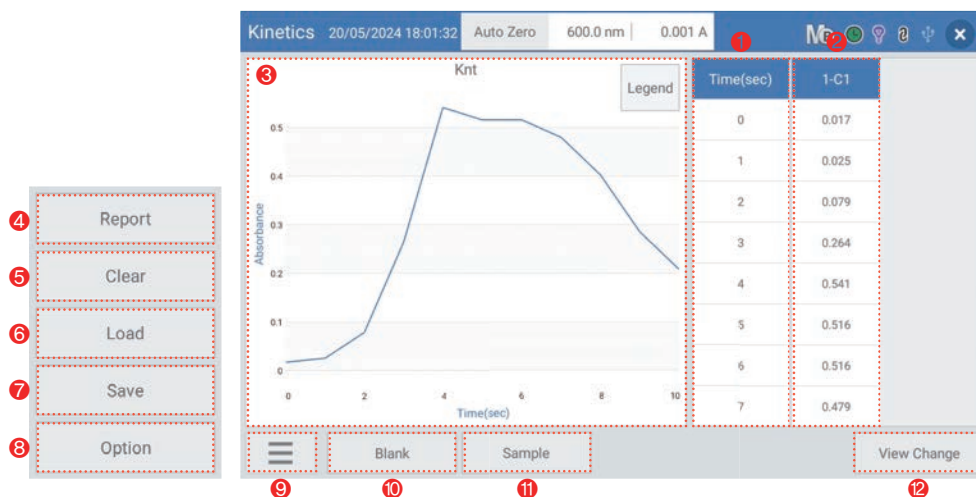 Kinetics 20/05/2024 18:01:32 Auto Zero 600.0 nm 0.001 A
1 2
3 Knt
Legend
Absorbance
0.5
0.4
0.3
0.2
0.1
0
0 2 4 6 8 10
Time(sec)
Time(sec) 1-C1
0 0.017
1 0.025
2 0.079
3 0.264
4 0.541
5 0.516
6 0.516
7 0.479
4 Report
5 Clear
6 Load
7 Save
8 Option
Blank Sample View Change
9 10 11 12